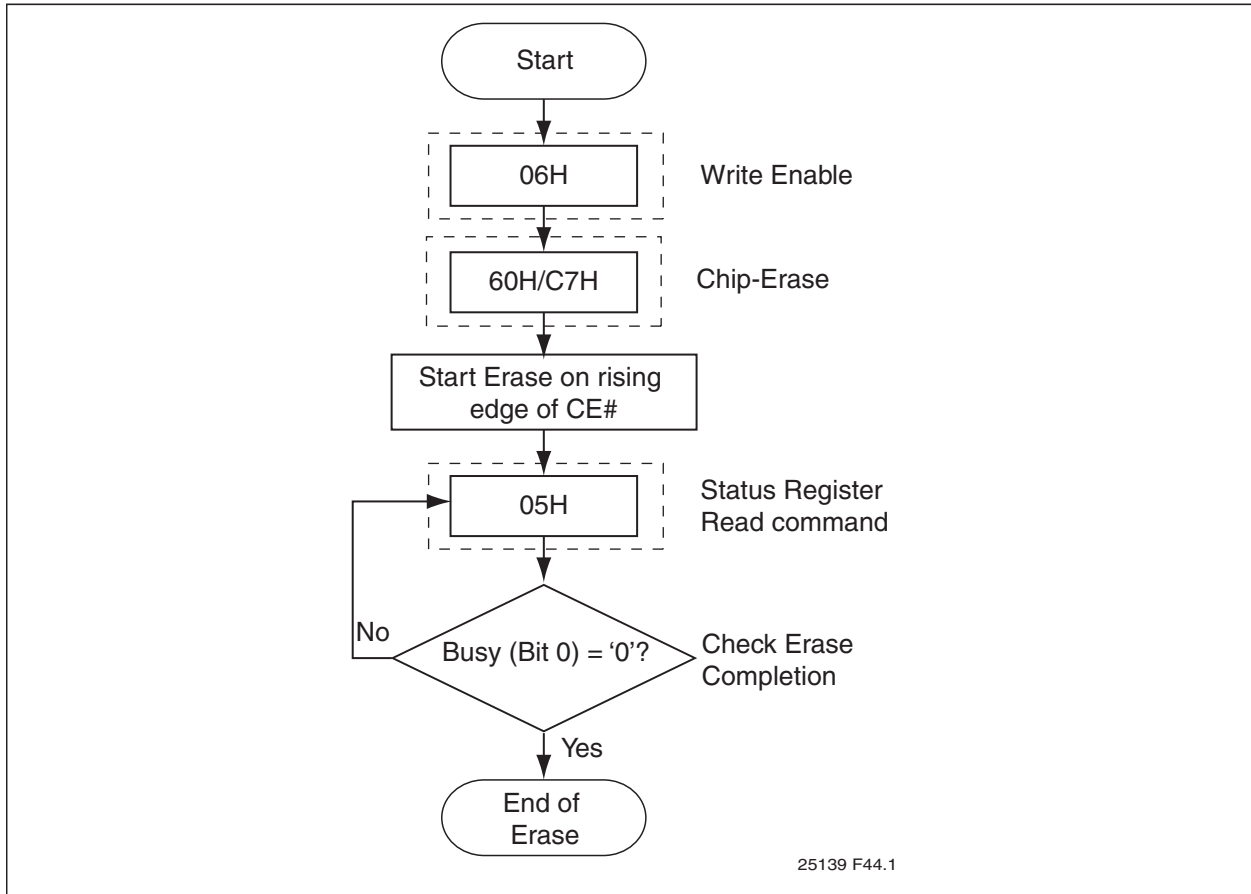 Start
06H
Write Enable
60H/C7H
Chip-Erase
Start Erase on rising
edge of CE#
05H
Status Register
Read command
No
Busy (Bit 0) = ‘0’?
Check Erase
Completion
Yes
End of
Erase
25139 F44.1